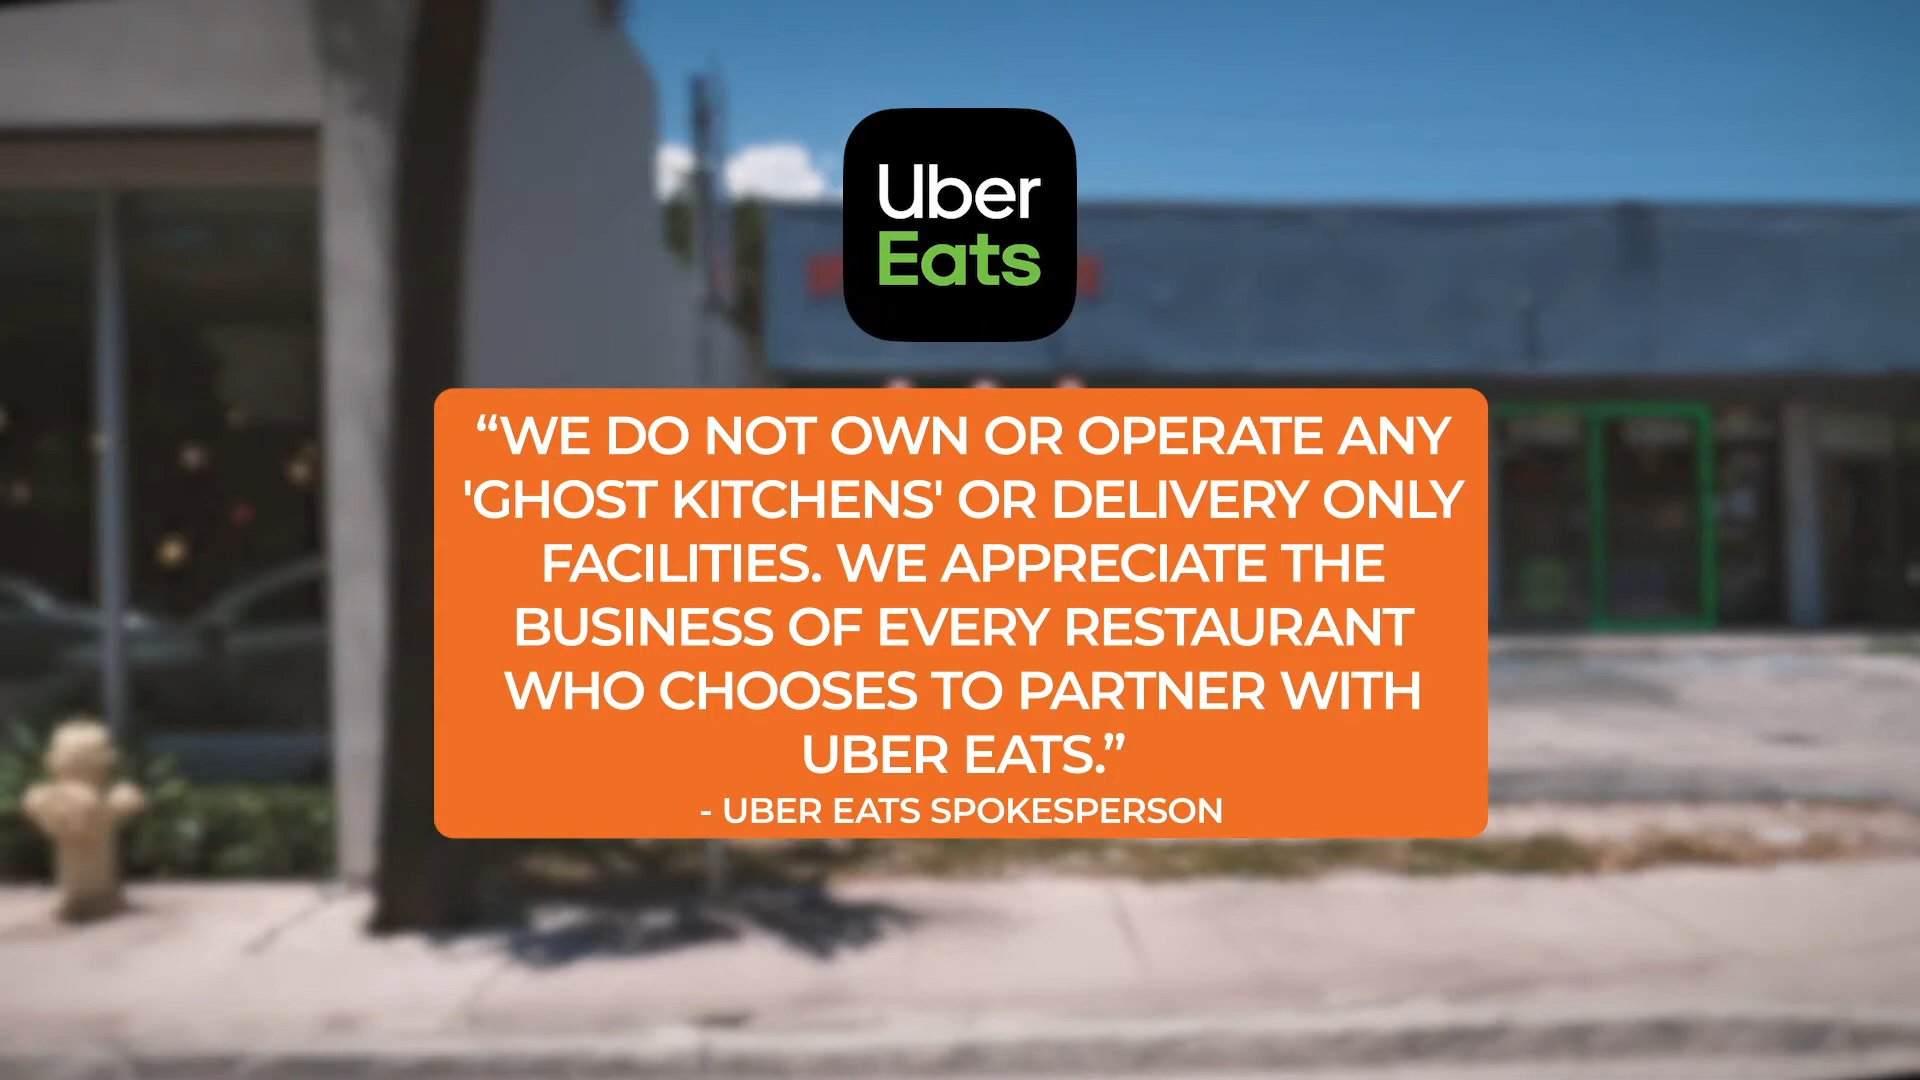 Uber
Eats
“WE DO NOT OWN OR OPERATE ANY
'GHOST KITCHENS' OR DELIVERY ONLY
FACILITIES. WE APPRECIATE THE
BUSINESS OF EVERY RESTAURANT
WHO CHOOSES TO PARTNER WITH
UBER EATS.”
- UBER EATS SPOKESPERSON